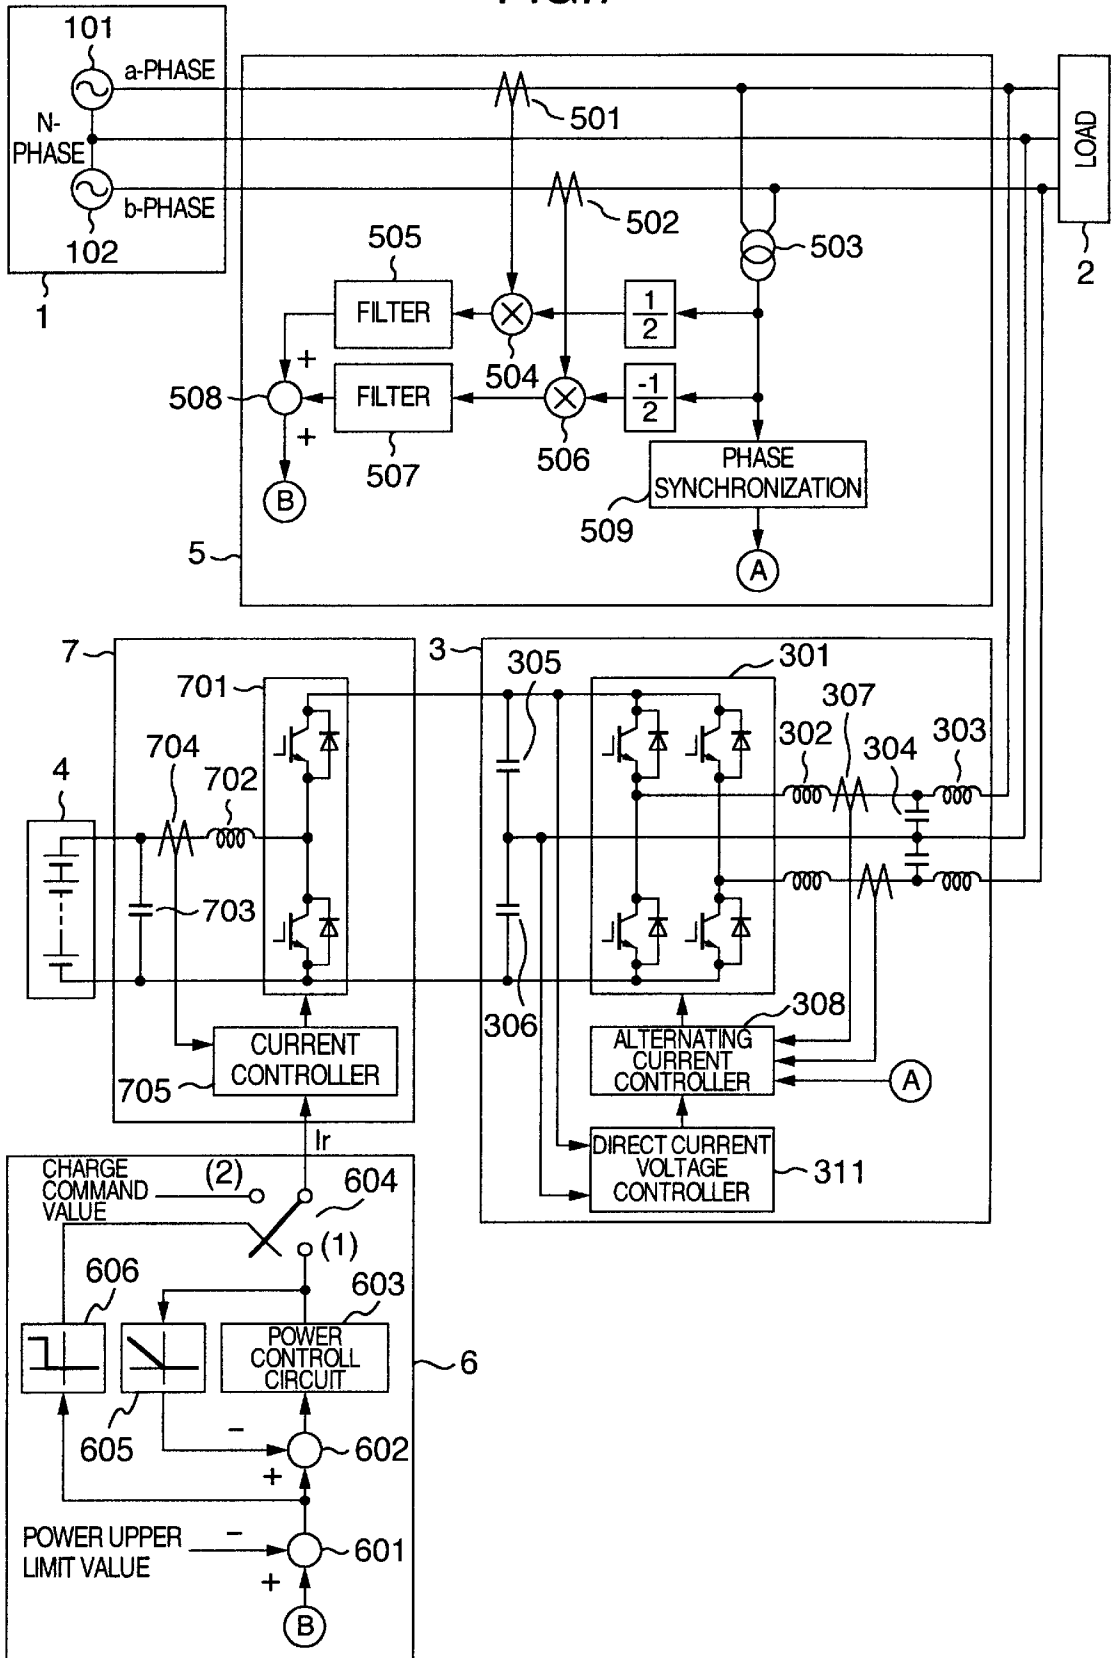 101
a-PHASE
N-
PHASE
b-PHASE
102
1
501
502
503
LOAD
2
505
FILTER
504
1
2
508
+
+
FILTER
507
506
-1
2
PHASE
SYNCHRONIZATION
509
B
A
5
7
701
704
702
4
703
CURRENT
CONTROLLER
705
Ir
3
305
301
307
302
304
303
306
308
ALTERNATING
CURRENT
CONTROLLER
A
DIRECT CURRENT
VOLTAGE
CONTROLLER
311
CHARGE
COMMAND
VALUE
(2)
604
(1)
606
603
POWER
CONTROLL
CIRCUIT
6
605
−
602
+
POWER UPPER
LIMIT VALUE
−
601
+
B